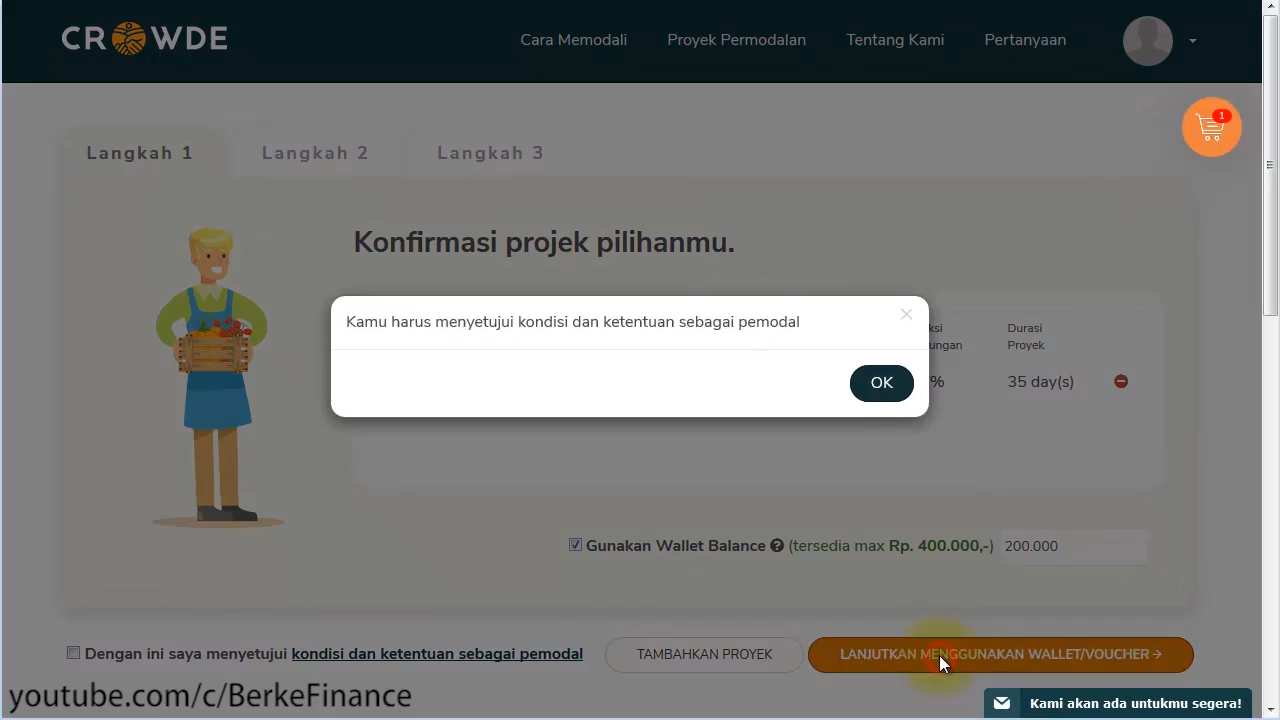 CROWDE
Cara Memodali
Proyek Permodalan
Tentang Kami
Pertanyaan
1
Langkah 1
Langkah 2
Langkah 3
Konfirmasi projek pilihanmu.
Kamu harus menyetujui kondisi dan ketentuan sebagai pemodal
×
OK
ksi
ungan
Durasi
Proyek
%
35 day(s)
Gunakan Wallet Balance ? (tersedia max Rp. 400.000,-)
200.000
Dengan ini saya menyetujui kondisi dan ketentuan sebagai pemodal
TAMBAHKAN PROYEK
LANJUTKAN MENGGUNAKAN WALLET/VOUCHER →
youtube.com/c/BerkeFinance
Kami akan ada untukmu segera!